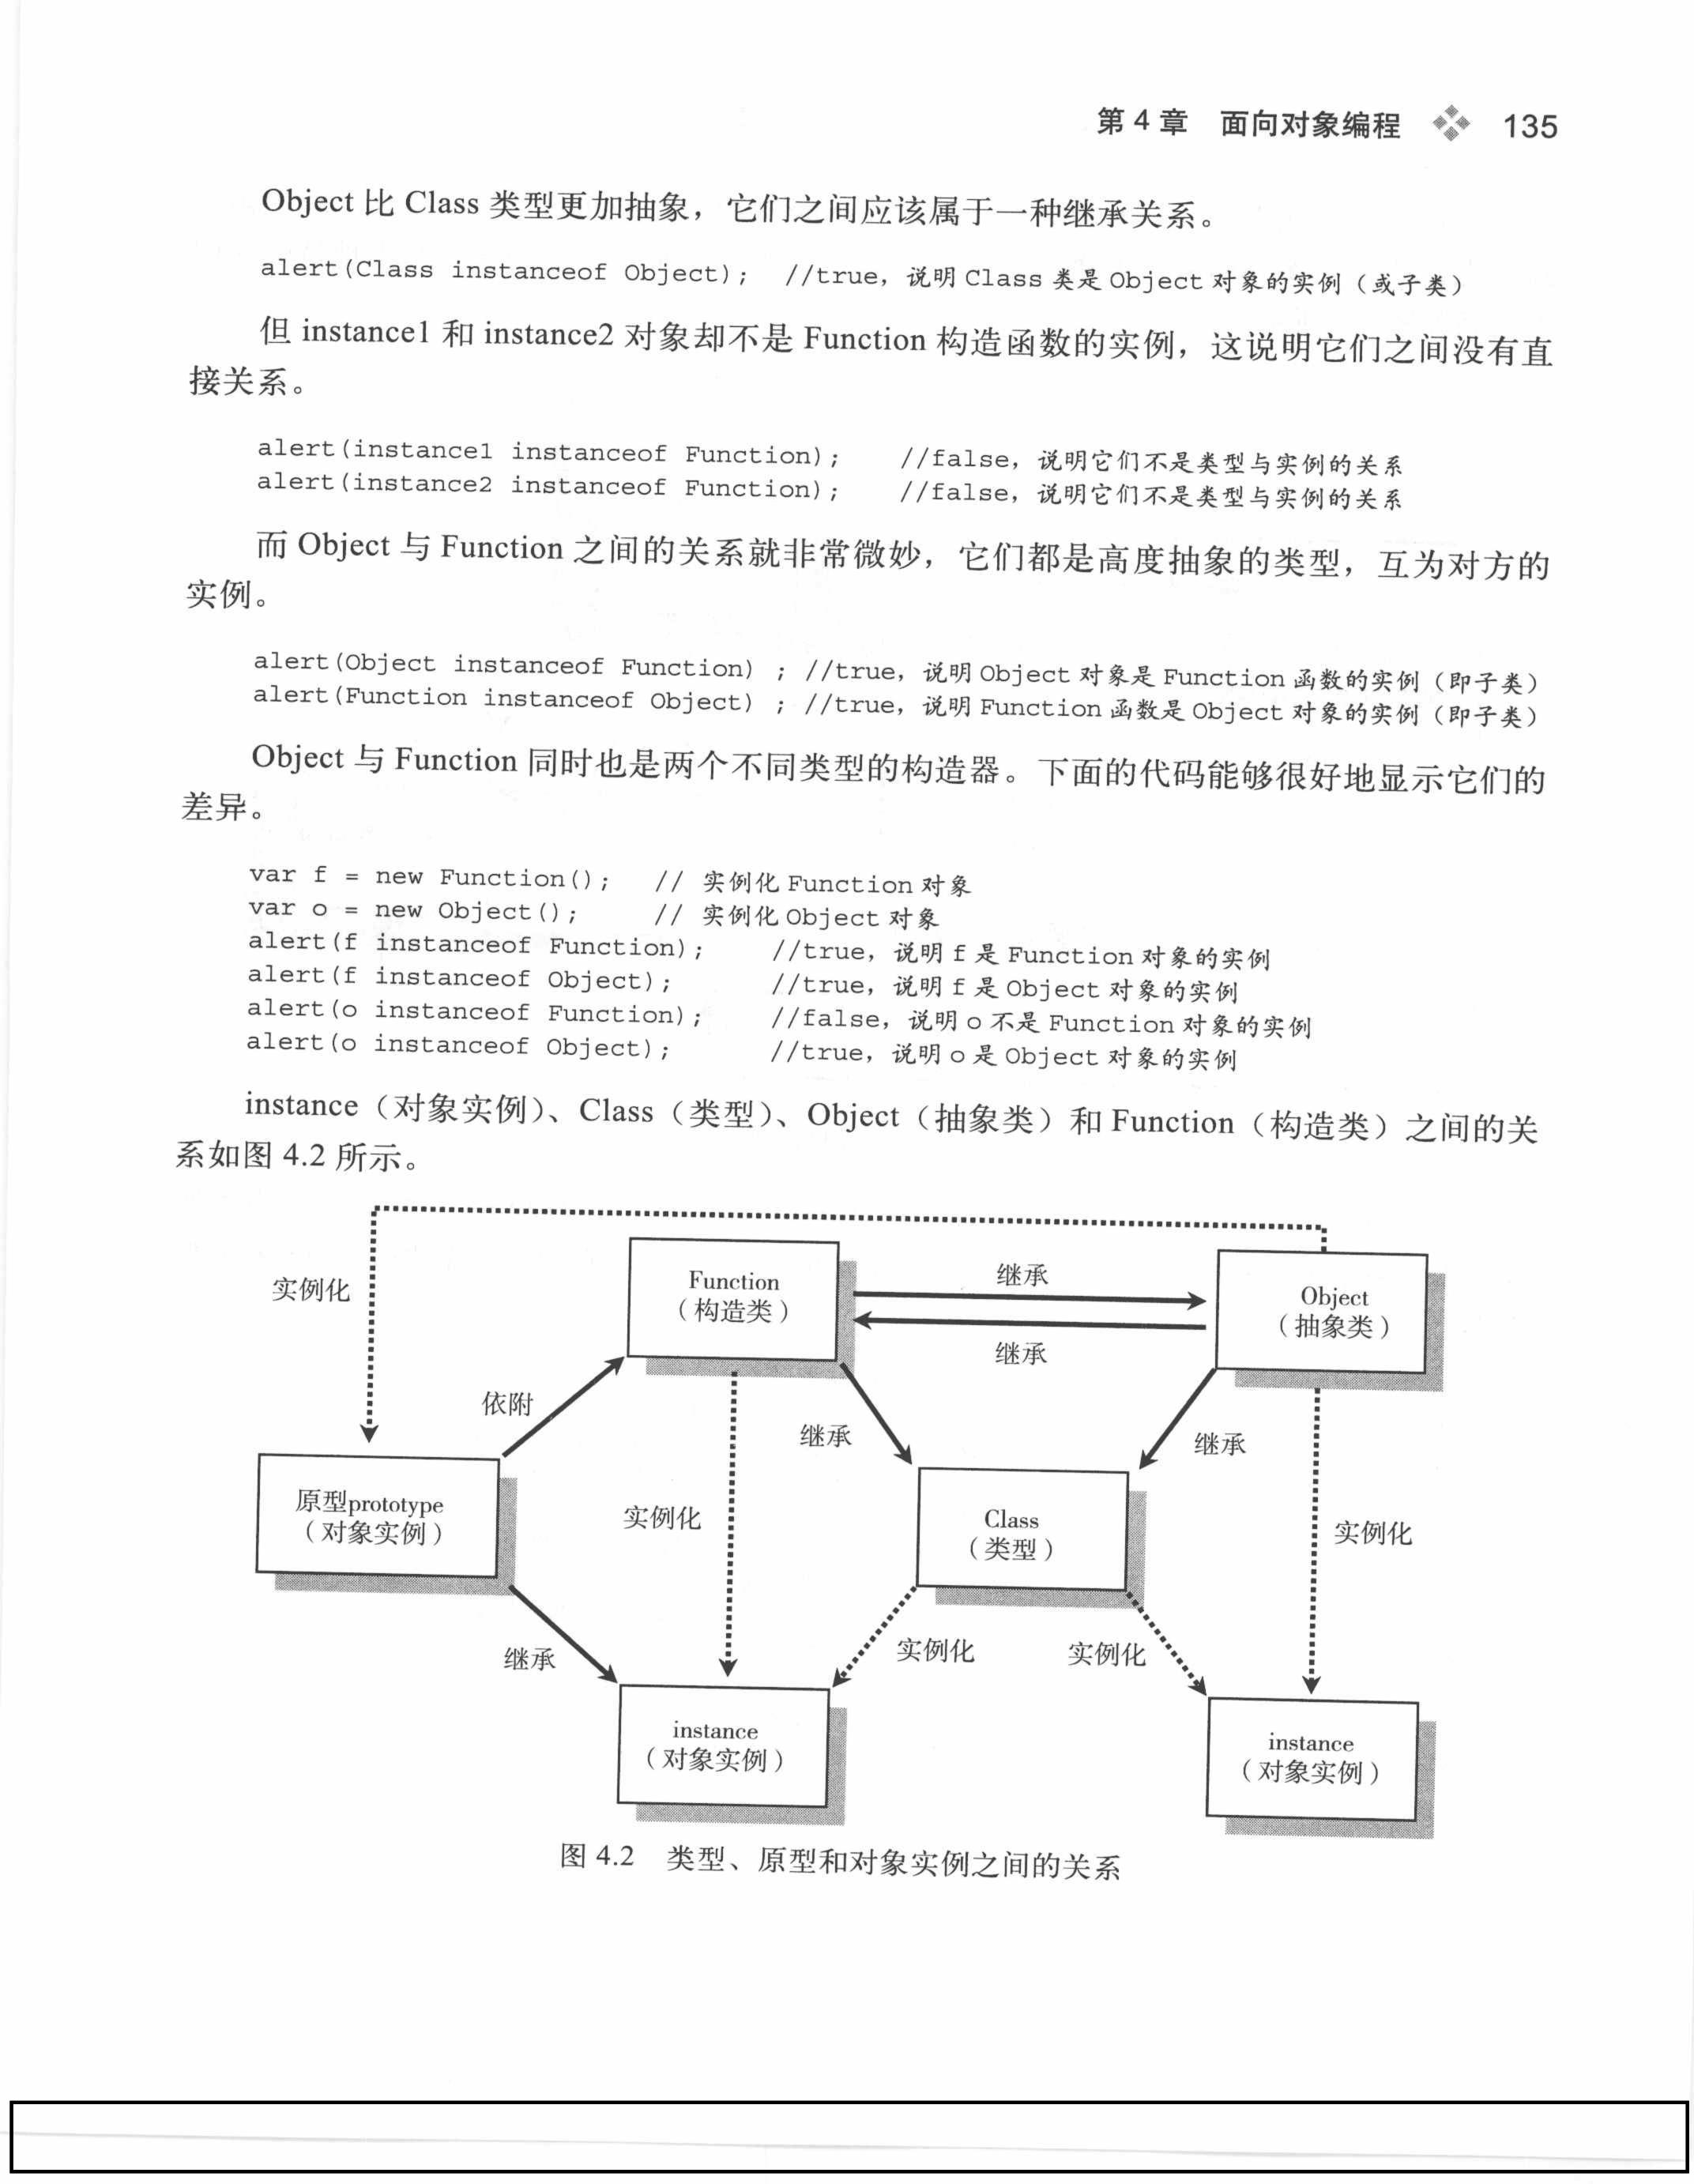 第 4 章　面向对象编程　135
Object 比 Class 类型更加抽象，它们之间应该属于一种继承关系。
alert(Class instanceof Object);　//true，说明 Class 类是 Object 对象的实例（或子类）
但 instance1 和 instance2 对象却不是 Function 构造函数的实例，这说明它们之间没有直
接关系。
alert(instance1 instanceof Function);　//false，说明它们不是类型与实例的关系
alert(instance2 instanceof Function);　//false，说明它们不是类型与实例的关系
而 Object 与 Function 之间的关系就非常微妙，它们都是高度抽象的类型，互为对方的
实例。
alert(Object instanceof Function) ; //true，说明 Object 对象是 Function 函数的实例（即子类）
alert(Function instanceof Object) ; //true，说明 Function 函数是 Object 对象的实例（即子类）
Object 与 Function 同时也是两个不同类型的构造器。下面的代码能够很好地显示它们的
差异。
var f = new Function();　// 实例化 Function 对象
var o = new Object();　// 实例化 Object 对象
alert(f instanceof Function);　//true，说明 f 是 Function 对象的实例
alert(f instanceof Object);　//true，说明 f 是 Object 对象的实例
alert(o instanceof Function);　//false，说明 o 不是 Function 对象的实例
alert(o instanceof Object);　//true，说明 o 是 Object 对象的实例
instance（对象实例）、Class（类型）、Object（抽象类）和 Function（构造类）之间的关
系如图 4.2 所示。
实例化
Function
（构造类）
继承
继承
Object
（抽象类）
依附
继承
继承
原型prototype
（对象实例）
实例化
Class
（类型）
实例化
继承
实例化
实例化
instance
（对象实例）
instance
（对象实例）
图 4.2　类型、原型和对象实例之间的关系